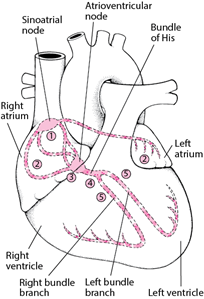 Atrioventricular
node
Sinoatrial
node
Bundle
of His
Right
atrium
Left
atrium
1
2
2
3
4
5
5
Right
ventricle
Right bundle
branch
Left bundle
branch
Left ventricle